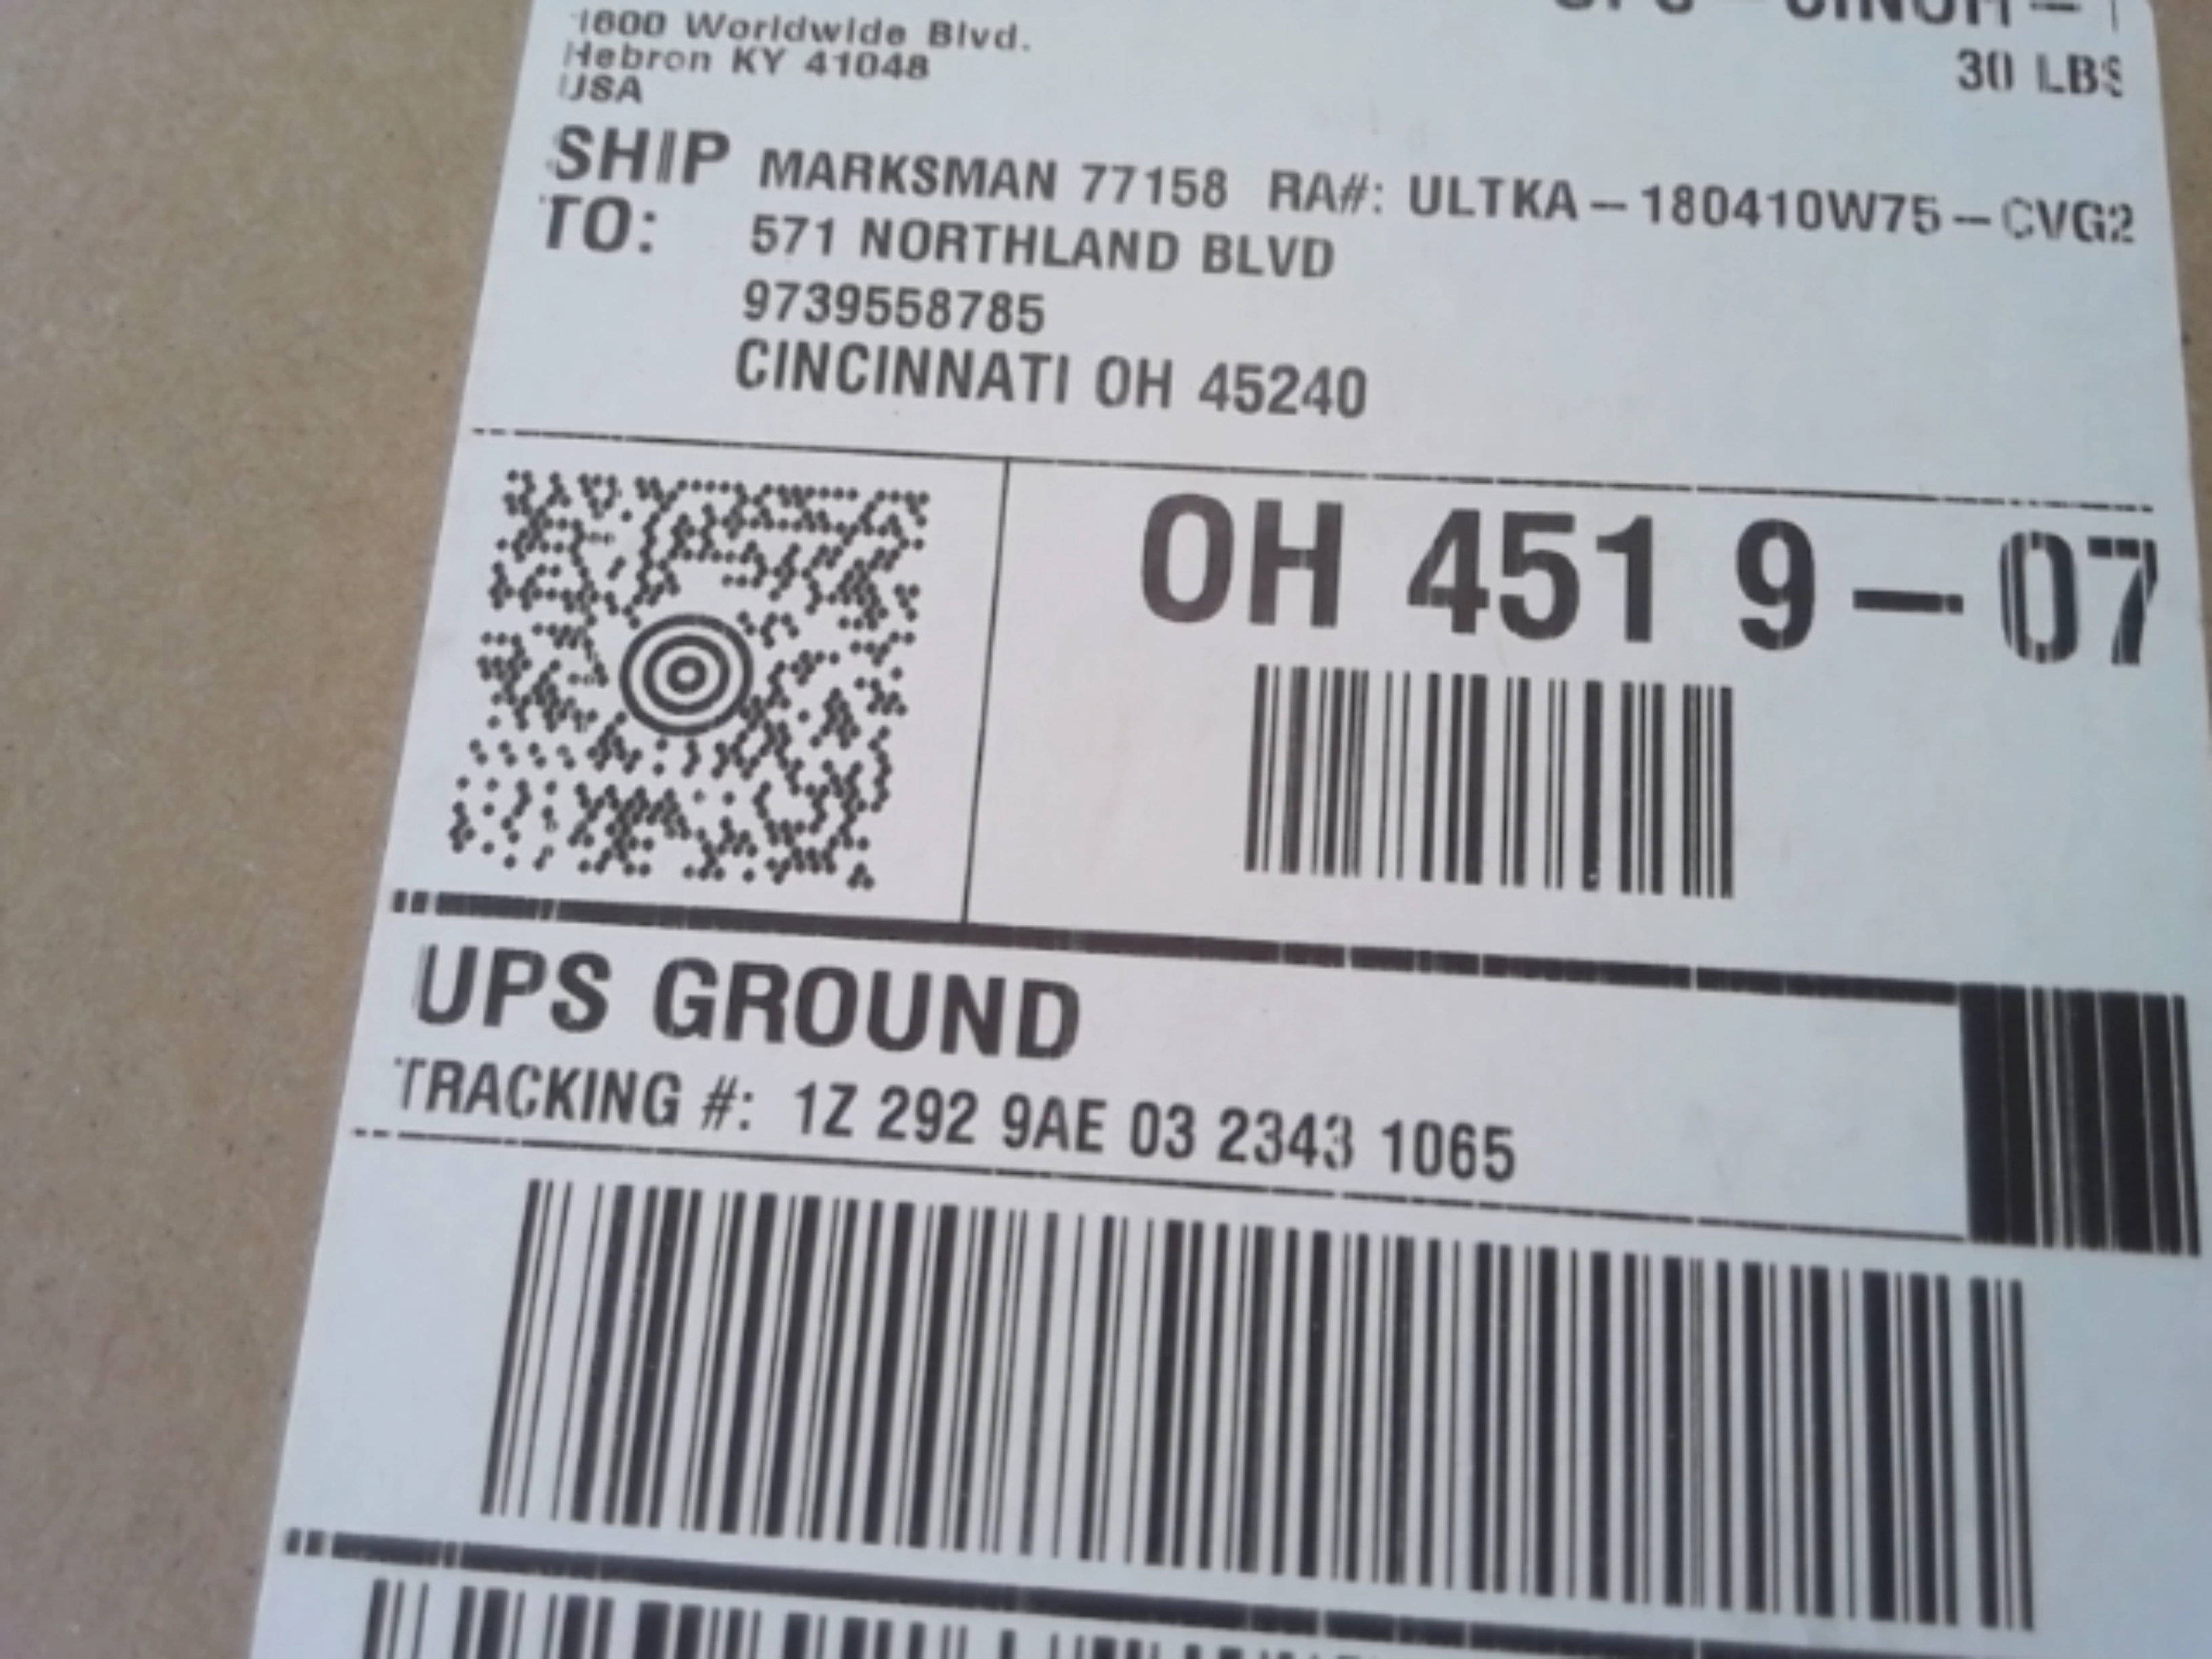 1600 Worldwide Blvd.
Hebron KY 41048
USA
30 LBS
SHIP TO:
MARKSMAN 77158 RA#: ULTKA-180410W75-CVG2
571 NORTHLAND BLVD
9739558785
CINCINNATI OH 45240
OH 451 9-07
UPS GROUND
TRACKING #: 1Z 292 9AE 03 2343 1065